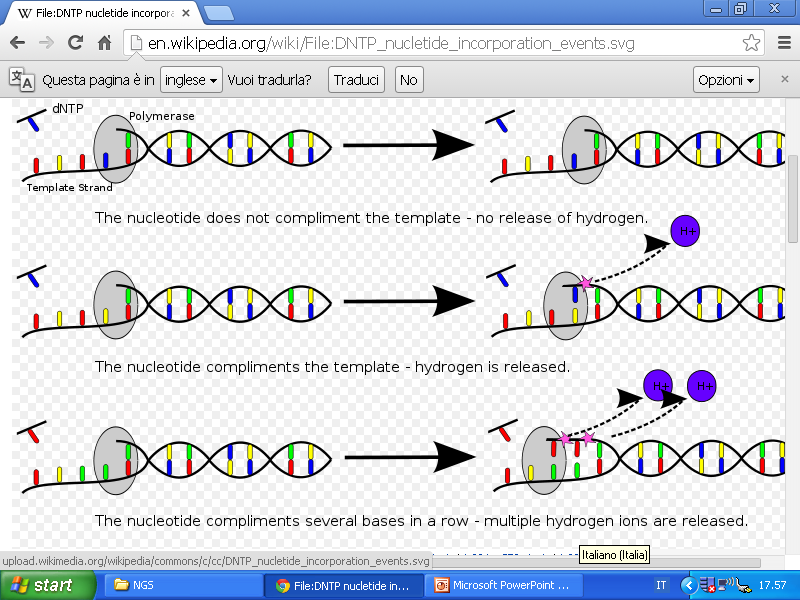 File:DNTP nucletide incorpor
en.wikipedia.org/wiki/File:DNTP_nucletide_incorporation_events.svg
Questa pagina è in inglese Vuoi tradurla? Traduci No Opzioni
dNTP
Polymerase
Template Strand
The nucleotide does not compliment the template - no release of hydrogen.
H+
The nucleotide compliments the template - hydrogen is released.
H+ H+
The nucleotide compliments several bases in a row - multiple hydrogen ions are released.
Italiano (Italia)
upload.wikimedia.org/wikipedia/commons/c/cc/DNTP_nucletide_incorporation_events.svg
start NGS File:DNTP nucletide in... Microsoft PowerPoint ... IT 17.57